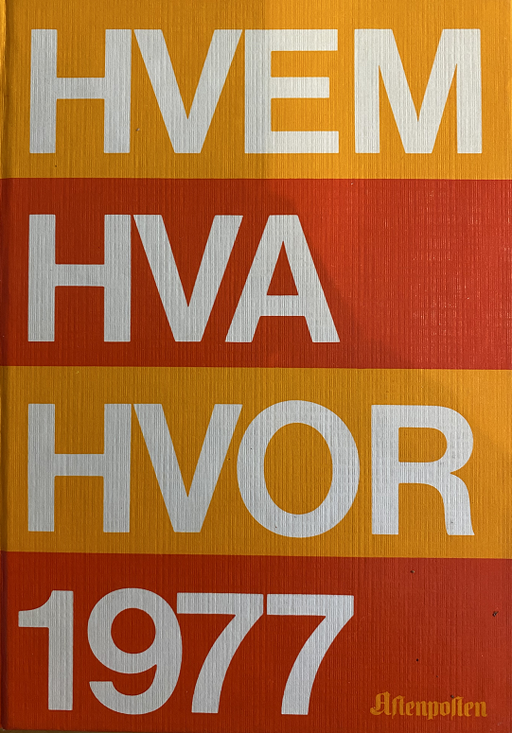 HVEM
HVA
HVOR
1977
Aftenposten